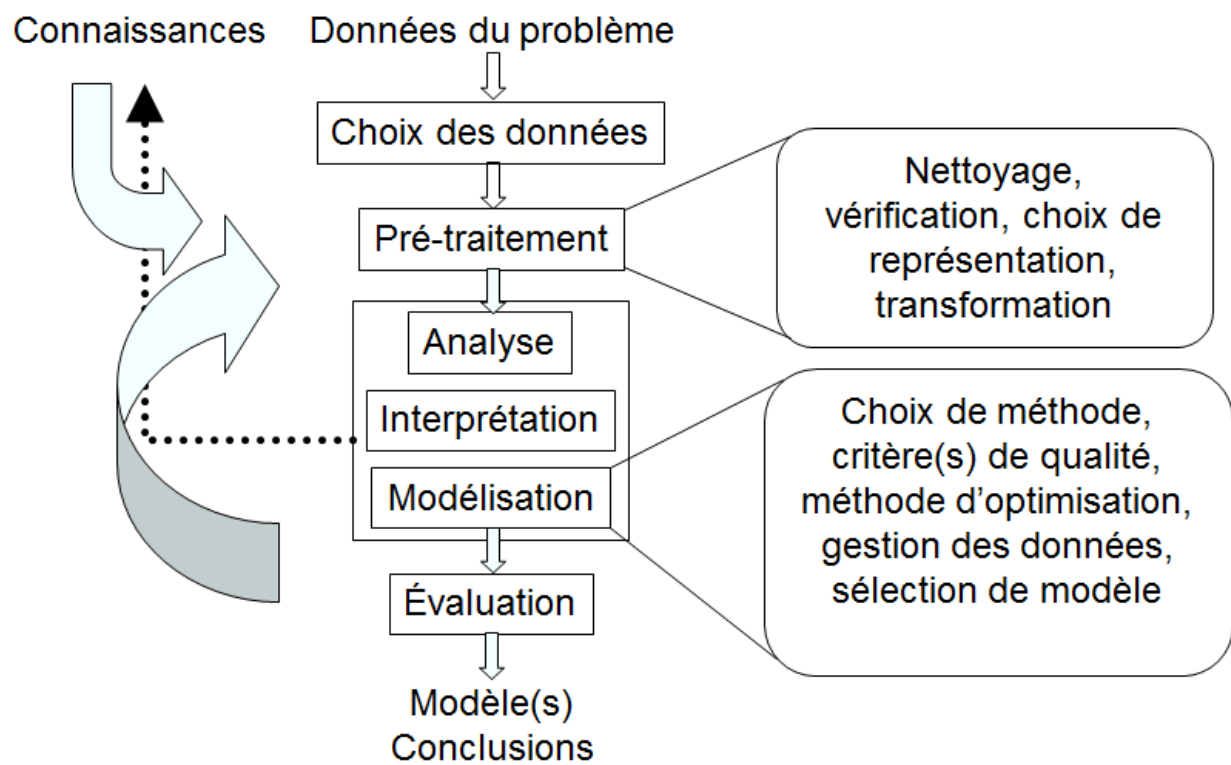 Connaissances
Données du problème
Choix des données
Pré-traitement
Nettoyage,
vérification, choix de
représentation,
transformation
Analyse
Interprétation
Modélisation
Choix de méthode,
critère(s) de qualité,
méthode d'optimisation,
gestion des données,
sélection de modèle
Évaluation
Modèle(s)
Conclusions